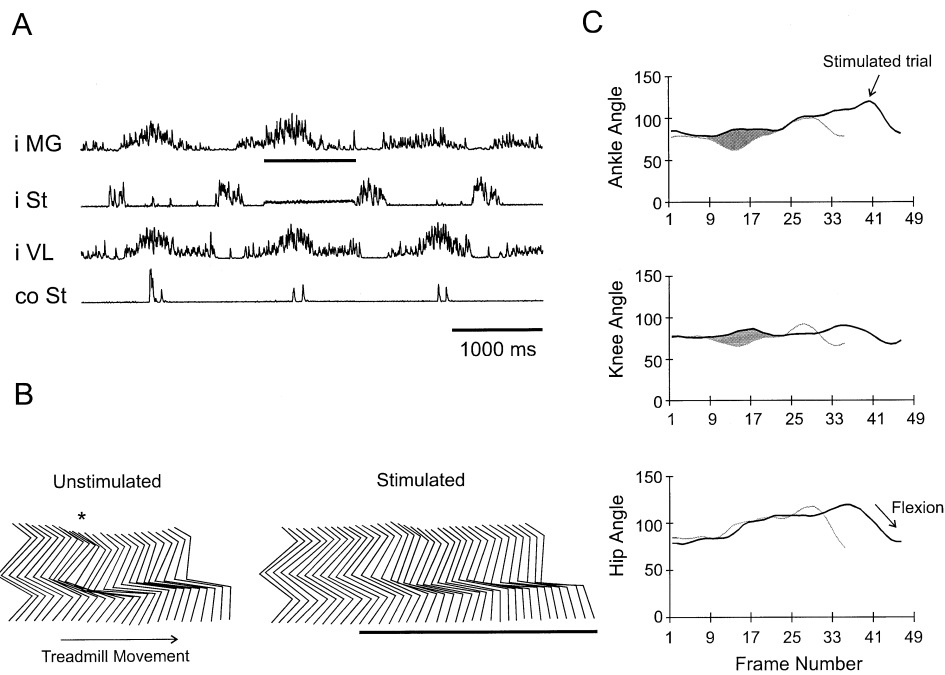 A
i MG
i St
i VL
co St
1000 ms
B
Unstimulated
Stimulated
*
Treadmill Movement
C
Stimulated trial
Ankle Angle
150
100
50
0
1 9 17 25 33 41 49
Knee Angle
150
100
50
0
1 9 17 25 33 41 49
Flexion
Hip Angle
150
100
50
0
1 9 17 25 33 41 49
Frame Number